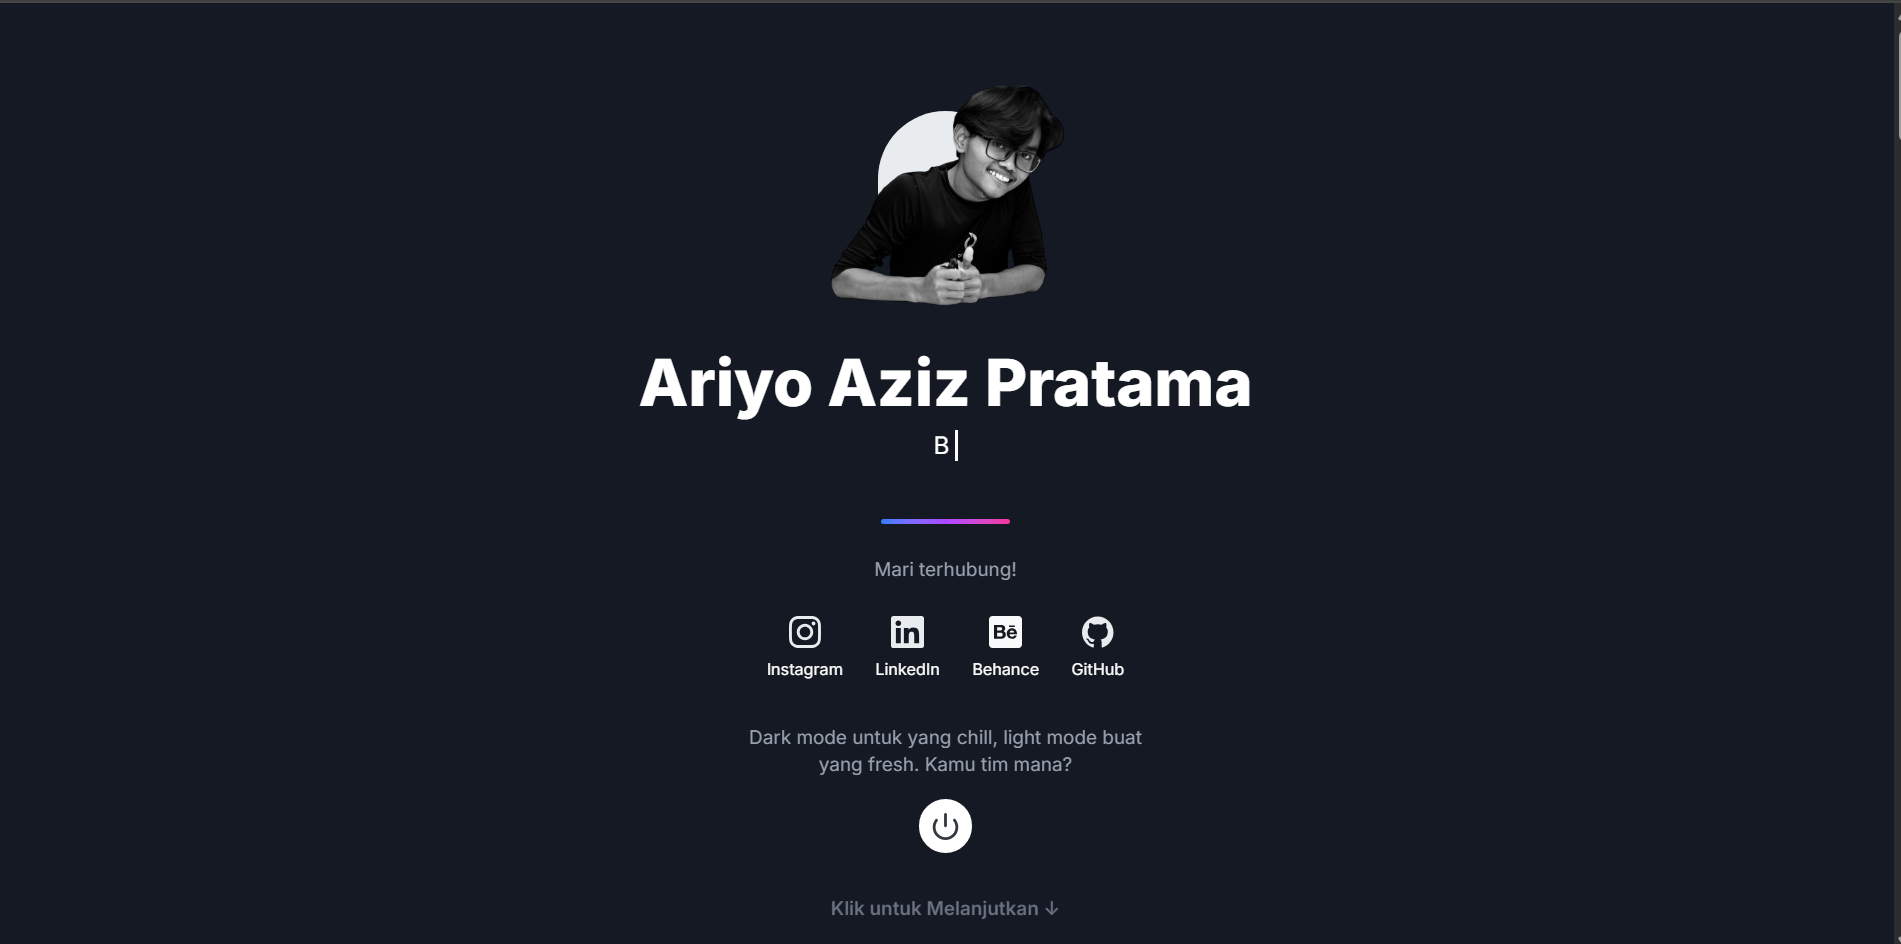 Ariyo Aziz Pratama
B
Mari terhubung!
Bē
Instagram LinkedIn Behance GitHub
Dark mode untuk yang chill, light mode buat
yang fresh. Kamu tim mana?
Klik untuk Melanjutkan ↓